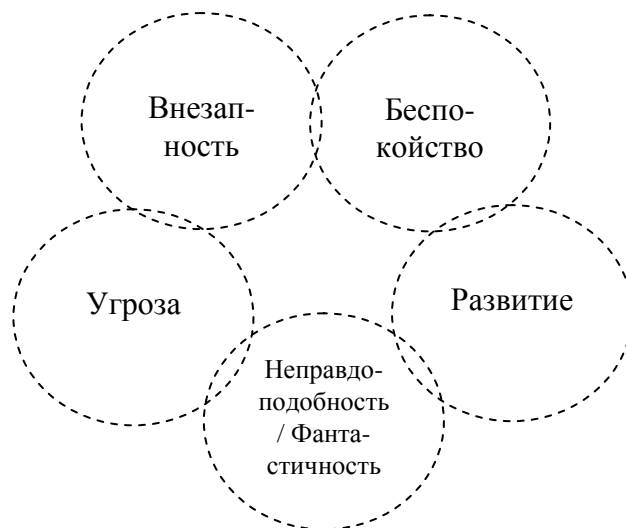 Внезап-
ность
Беспо-
койство
Угроза
Развитие
Неправдо-
подобность
/ Фанта-
стичность